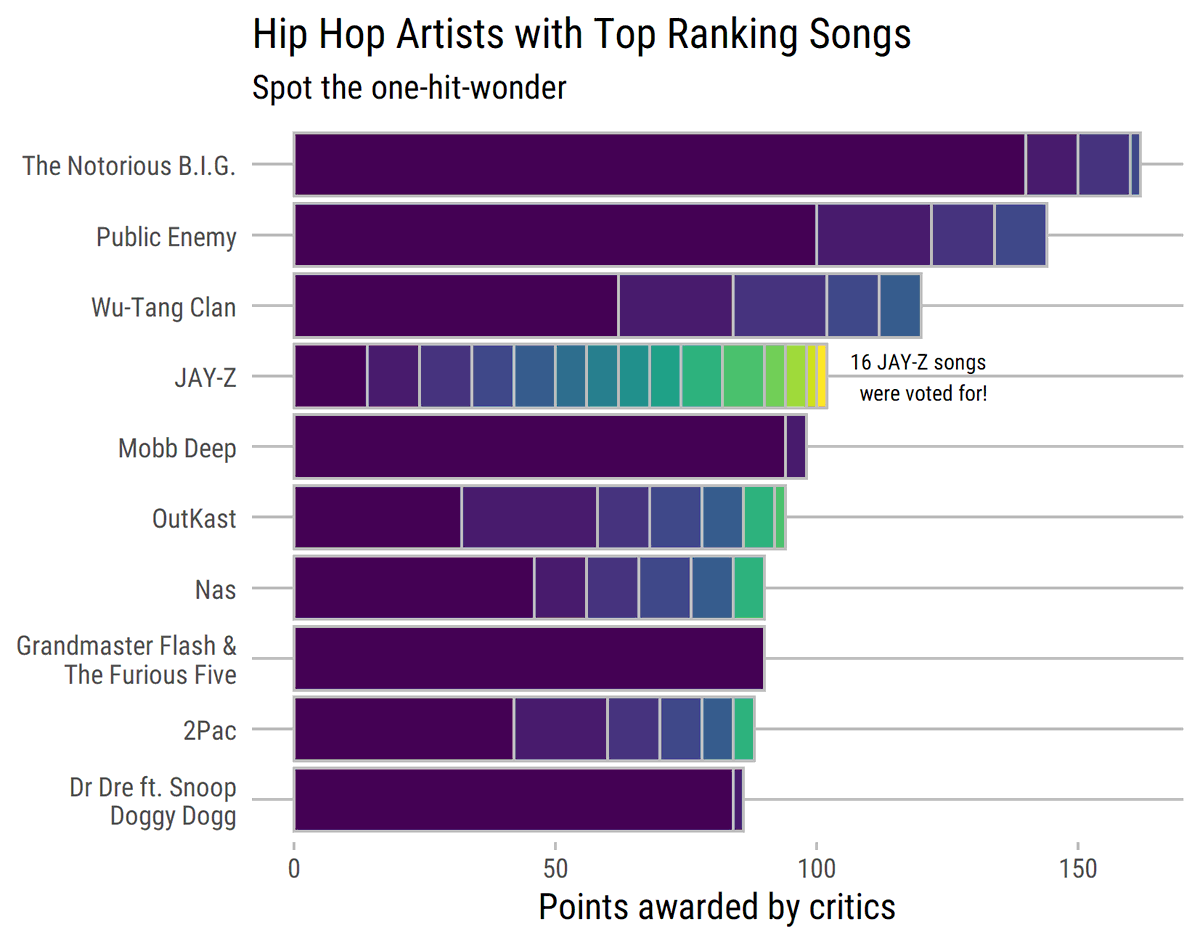 Hip Hop Artists with Top Ranking Songs
Spot the one-hit-wonder
The Notorious B.I.G.
Public Enemy
Wu-Tang Clan
JAY-Z
16 JAY-Z songs
were voted for!
Mobb Deep
OutKast
Nas
Grandmaster Flash &
The Furious Five
2Pac
Dr Dre ft. Snoop
Doggy Dogg
0 50 100 150
Points awarded by critics